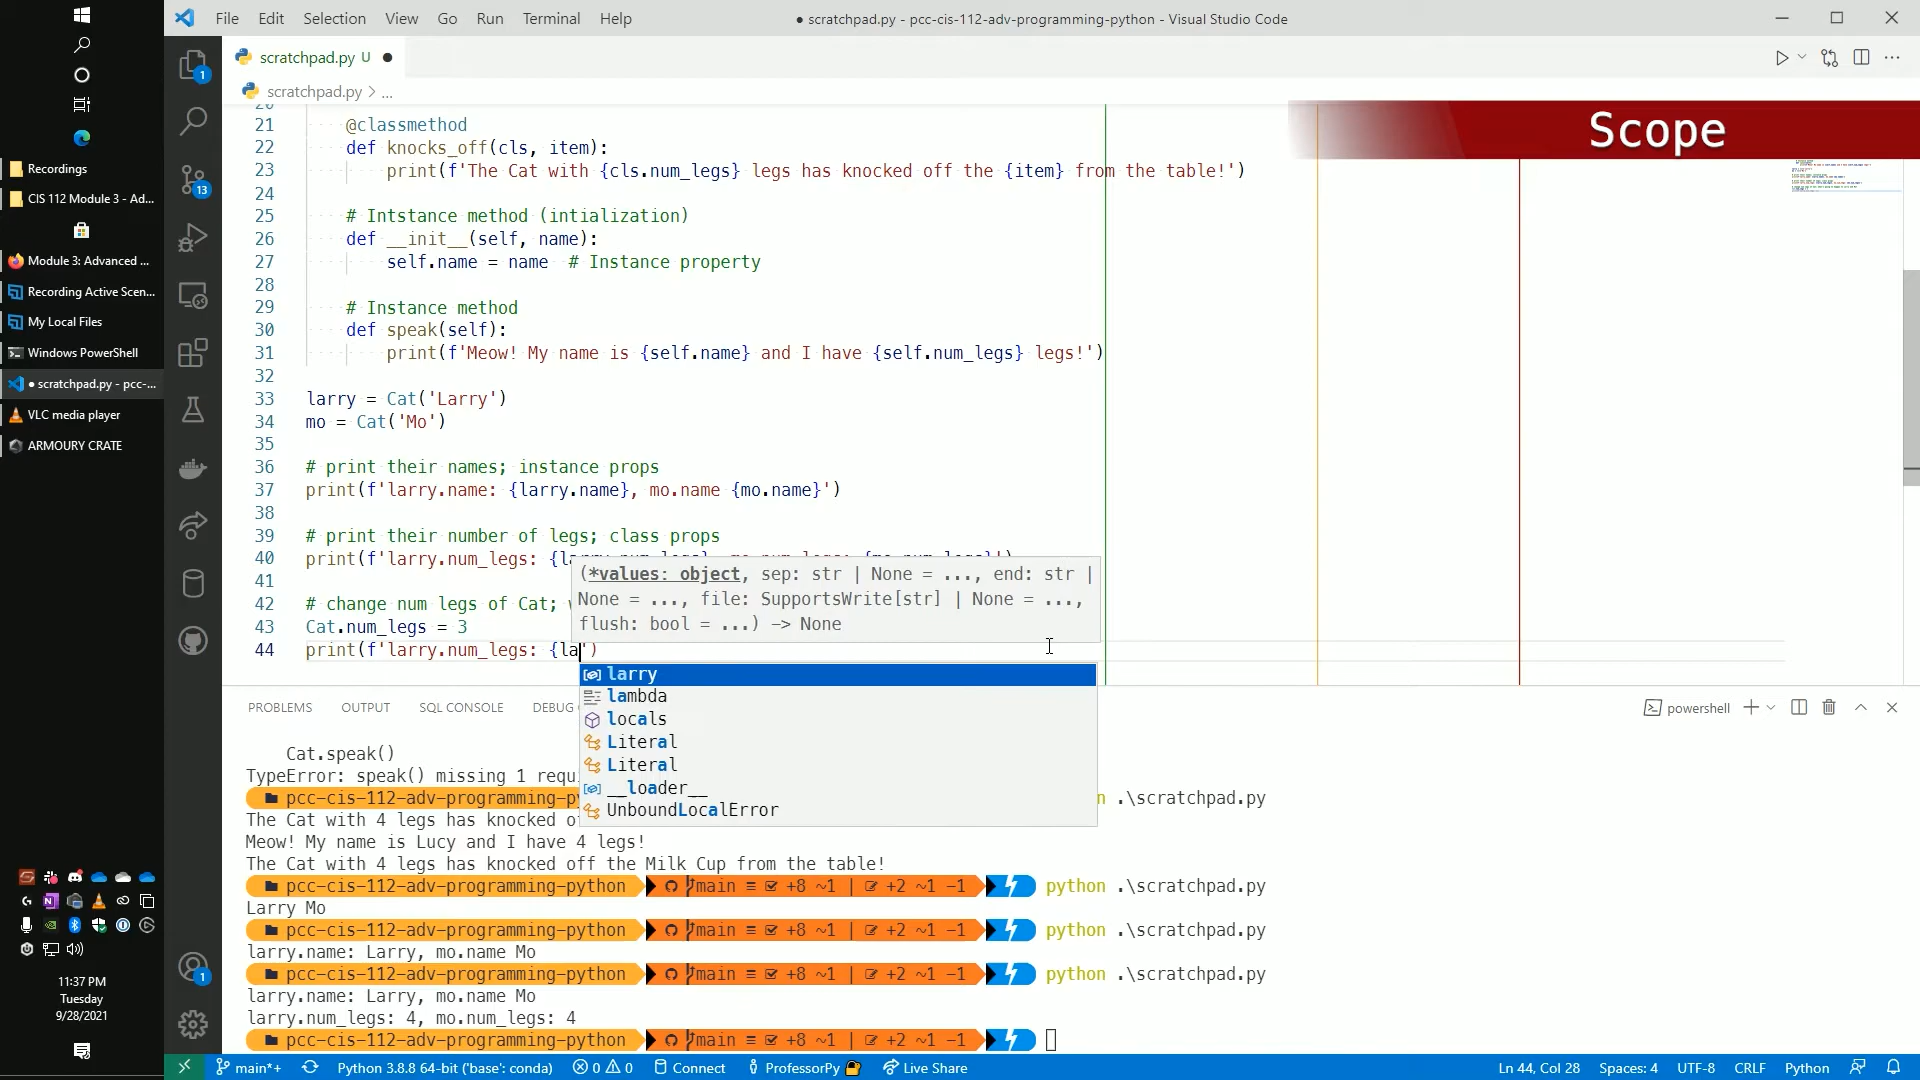 File Edit Selection View Go Run Terminal Help
● scratchpad.py - pcc-cis-112-adv-programming-python - Visual Studio Code
scratchpad.py U ●
scratchpad.py > ...
Scope
Recordings
CIS 112 Module 3 - Ad...
Module 3: Advanced ...
Recording Active Scen...
My Local Files
Windows PowerShell
● scratchpad.py - pcc-...
VLC media player
ARMOURY CRATE
11:37 PM
Tuesday
9/28/2021
1
13
1
20
21 @classmethod
22 def knocks_off(cls, item):
23 print(f'The Cat with {cls.num_legs} legs has knocked off the {item} from the table!')
24
25 # Intstance method (intialization)
26 def __init__(self, name):
27 self.name = name # Instance property
28
29 # Instance method
30 def speak(self):
31 print(f'Meow! My name is {self.name} and I have {self.num_legs} legs!')
32
33 larry = Cat('Larry')
34 mo = Cat('Mo')
35
36 # print their names; instance props
37 print(f'larry.name: {larry.name}, mo.name {mo.name}')
38
39 # print their number of legs; class props
40 print(f'larry.num_legs: {larry.num_legs}, mo.num_legs: {mo.num_legs}')
41
42 # change num legs of Cat;
43 Cat.num_legs = 3
44 print(f'larry.num_legs: {la')
(*values: object, sep: str | None = ..., end: str |
None = ..., file: SupportsWrite[str] | None = ...,
flush: bool = ...) -> None
larry
lambda
locals
Literal
Literal
__loader__
UnboundLocalError
PROBLEMS OUTPUT SQL CONSOLE DEBUG
powershell
Cat.speak()
TypeError: speak() missing 1 requi
pcc-cis-112-adv-programming-py n .\scratchpad.py
The Cat with 4 legs has knocked of
Meow! My name is Lucy and I have 4 legs!
The Cat with 4 legs has knocked off the Milk Cup from the table!
pcc-cis-112-adv-programming-python main ≡ +8 ~1 | +2 ~1 -1 python .\scratchpad.py
Larry Mo
pcc-cis-112-adv-programming-python main ≡ +8 ~1 | +2 ~1 -1 python .\scratchpad.py
larry.name: Larry, mo.name Mo
pcc-cis-112-adv-programming-python main ≡ +8 ~1 | +2 ~1 -1 python .\scratchpad.py
larry.name: Larry, mo.name Mo
larry.num_legs: 4, mo.num_legs: 4
pcc-cis-112-adv-programming-python main ≡ +8 ~1 | +2 ~1 -1
main*+ Python 3.8.8 64-bit ('base': conda) 0 0 Connect ProfessorPy Live Share Ln 44, Col 28 Spaces: 4 UTF-8 CRLF Python